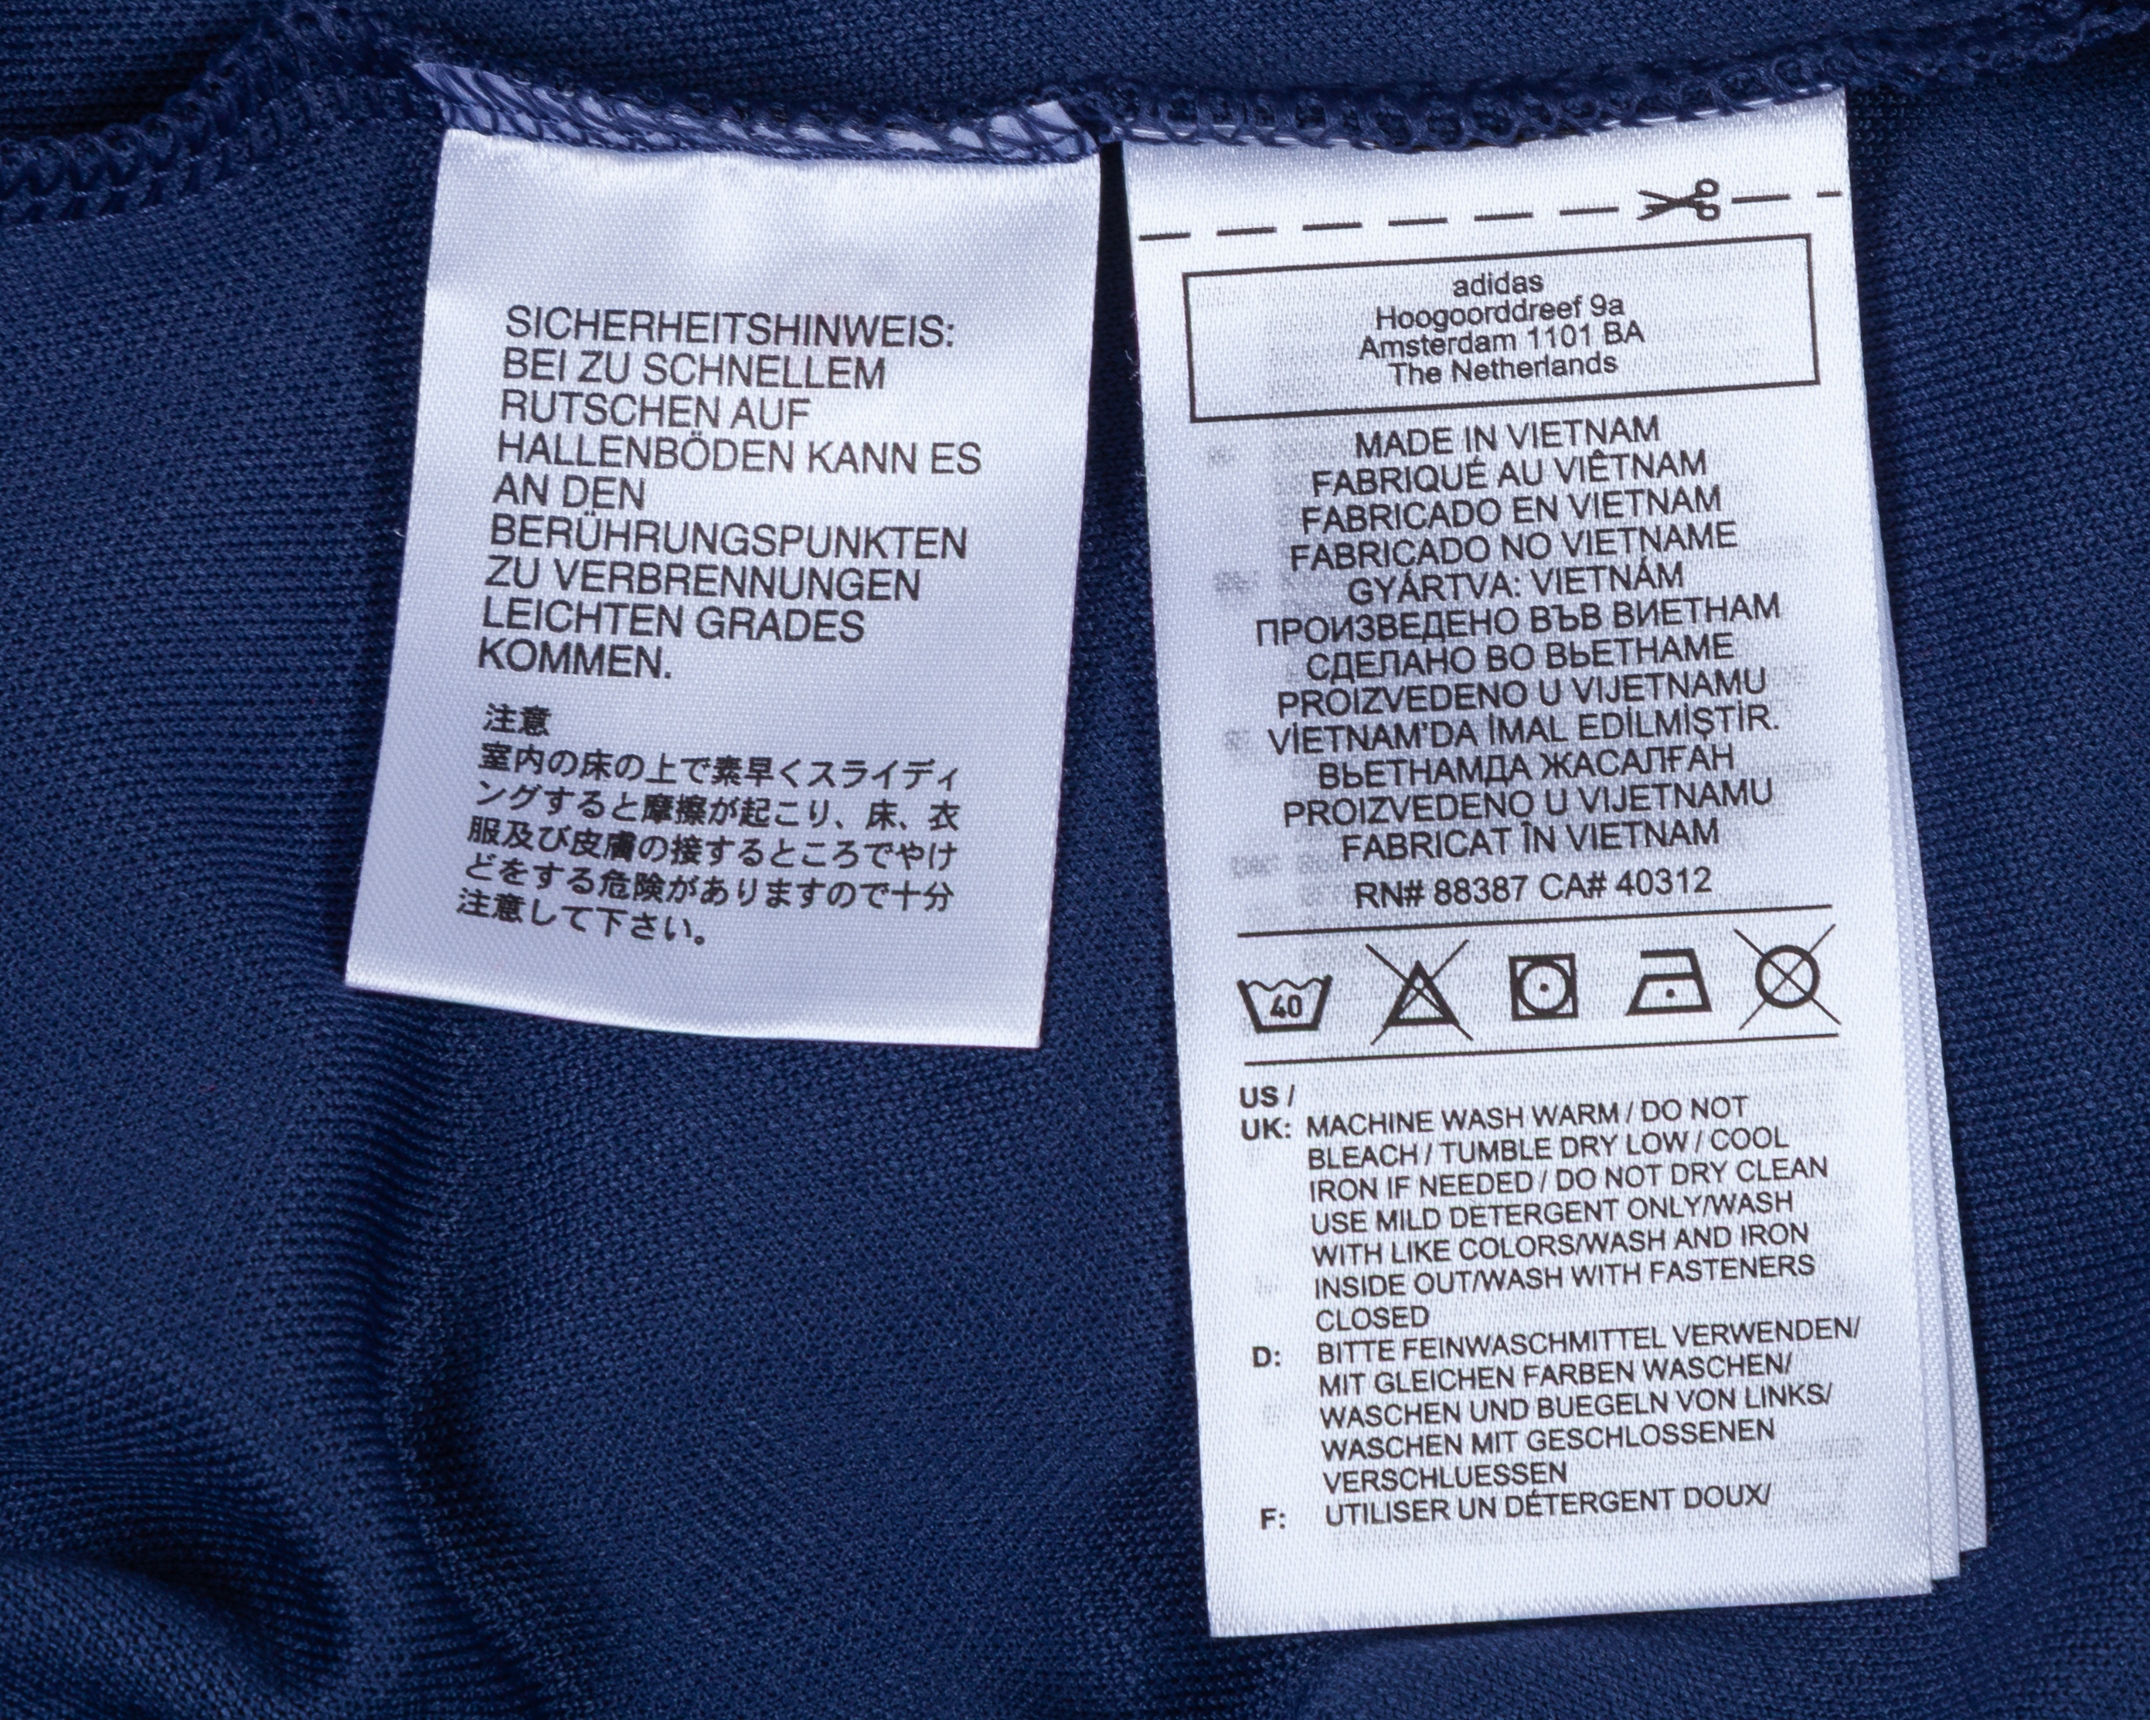 SICHERHEITSHINWEIS:
BEI ZU SCHNELLEM
RUTSCHEN AUF
HALLENBÖDEN KANN ES
AN DEN
BERÜHRUNGSPUNKTEN
ZU VERBRENNUNGEN
LEICHTEN GRADES
KOMMEN.
注意
室内の床の上で素早くスライディ
ングすると摩擦が起こり、床、衣
服及び皮膚の接するところでやけ
どをする危険がありますので十分
注意して下さい。
adidas
Hoogoorddreef 9a
Amsterdam 1101 BA
The Netherlands
MADE IN VIETNAM
FABRIQUÉ AU VIÊTNAM
FABRICADO EN VIETNAM
FABRICADO NO VIETNAME
GYÁRTVA: VIETNÁM
ПРОИЗВЕДЕНО ВЪВ ВИЕТНАМ
СДЕЛАНО ВО ВЬЕТНАМЕ
PROIZVEDENO U VIJETNAMU
VİETNAM'DA İMAL EDİLMİŞTİR.
ВЬЕТНАМДА ЖАСАЛҒАН
PROIZVEDENO U VIJETNAMU
FABRICAT ÎN VIETNAM
RN# 88387 CA# 40312
40
US /
UK: MACHINE WASH WARM / DO NOT
BLEACH / TUMBLE DRY LOW / COOL
IRON IF NEEDED / DO NOT DRY CLEAN
USE MILD DETERGENT ONLY/WASH
WITH LIKE COLORS/WASH AND IRON
INSIDE OUT/WASH WITH FASTENERS
CLOSED
D: BITTE FEINWASCHMITTEL VERWENDEN/
MIT GLEICHEN FARBEN WASCHEN/
WASCHEN UND BUEGELN VON LINKS/
WASCHEN MIT GESCHLOSSENEN
VERSCHLUESSEN
F: UTILISER UN DÉTERGENT DOUX/